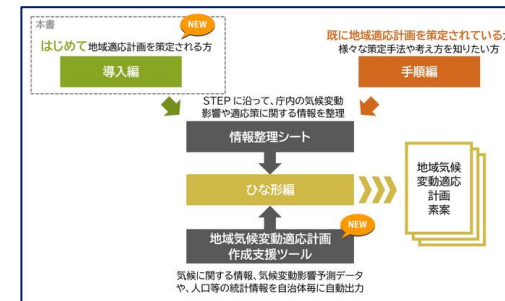 本書
NEW
はじめて地域適応計画を策定される方
導入編
既に地域適応計画を策定されている
様々な策定手法や考え方を知りたい方
手順編
STEPに沿って、庁内の気候変動
影響や適応策に関する情報を整理
情報整理シート
ひな形編
地域気候
変動適応
計画
素案
地域気候変動適応計画
作成支援ツール
NEW
気候に関する情報、気候変動影響予測データ
や、人口等の統計情報を自治体毎に自動出力